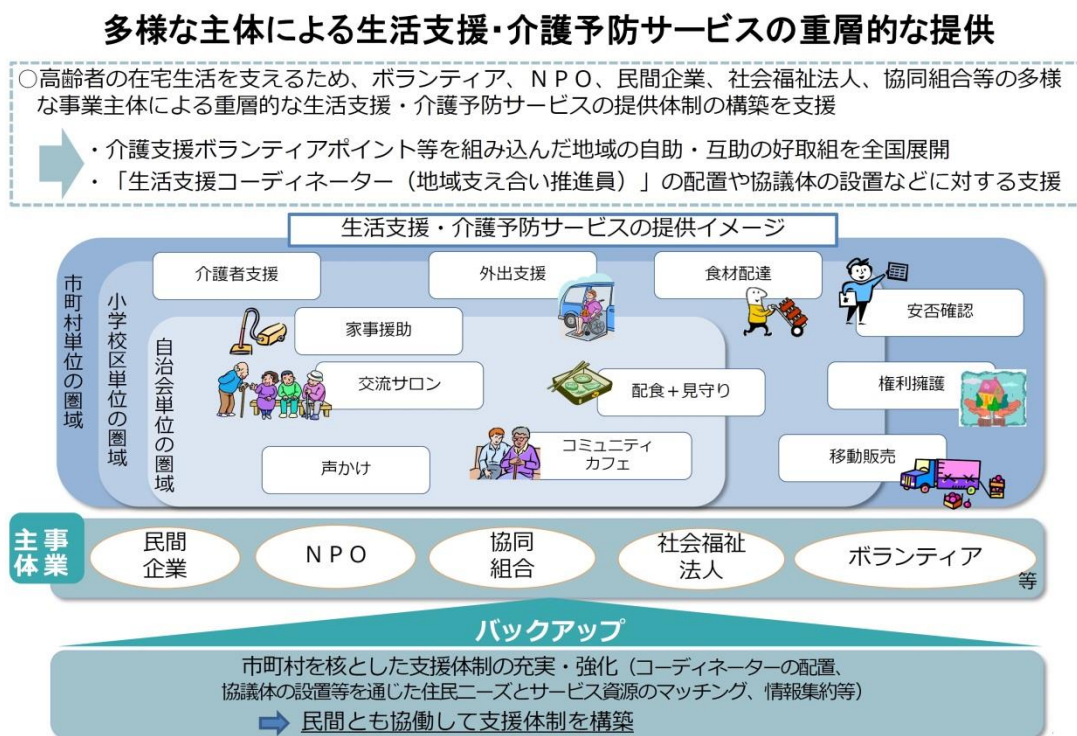 多様な主体による生活支援・介護予防サービスの重層的な提供
○高齢者の在宅生活を支えるため、ボランティア、ＮＰＯ、民間企業、社会福祉法人、協同組合等の多様
な事業主体による重層的な生活支援・介護予防サービスの提供体制の構築を支援
・介護支援ボランティアポイント等を組み込んだ地域の自助・互助の好取組を全国展開
・「生活支援コーディネーター（地域支え合い推進員）」の配置や協議体の設置などに対する支援
生活支援・介護予防サービスの提供イメージ
市町村単位の圏域
小学校区単位の圏域
自治会単位の圏域
介護者支援
外出支援
食材配達
安否確認
家事援助
交流サロン
配食＋見守り
権利擁護
声かけ
コミュニティ
カフェ
移動販売
事業
主体
民間
企業
ＮＰＯ
協同
組合
社会福祉
法人
ボランティア
等
バックアップ
市町村を核とした支援体制の充実・強化（コーディネーターの配置、
協議体の設置等を通じた住民ニーズとサービス資源のマッチング、情報集約等）
民間とも協働して支援体制を構築